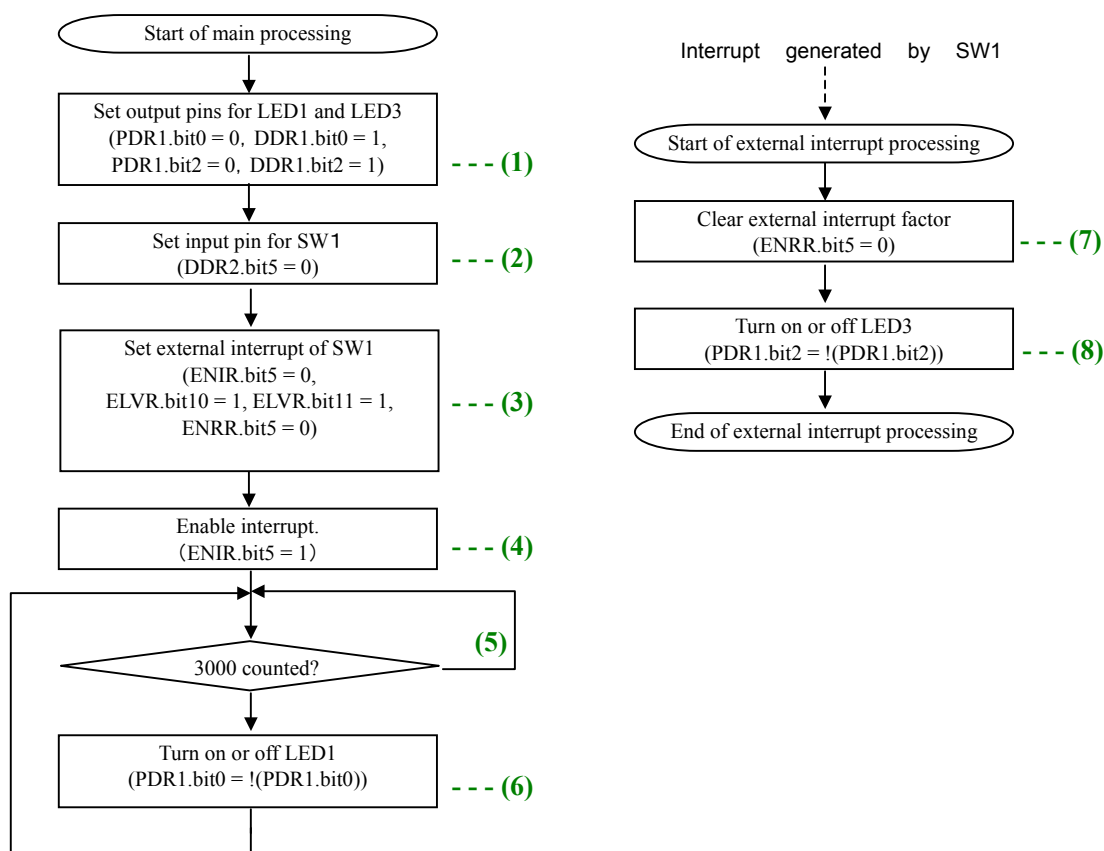 Start of main processing
Set output pins for LED1 and LED3
(PDR1.bit0 = 0, DDR1.bit0 = 1,
PDR1.bit2 = 0, DDR1.bit2 = 1)
- - - (1)
Set input pin for SW1
(DDR2.bit5 = 0)
- - - (2)
Set external interrupt of SW1
(ENIR.bit5 = 0,
ELVR.bit10 = 1, ELVR.bit11 = 1,
ENRR.bit5 = 0)
- - - (3)
Enable interrupt.
(ENIR.bit5 = 1)
- - - (4)
(5)
3000 counted?
Turn on or off LED1
(PDR1.bit0 = !(PDR1.bit0))
- - - (6)
Interrupt generated by SW1
Start of external interrupt processing
Clear external interrupt factor
(ENRR.bit5 = 0)
- - - (7)
Turn on or off LED3
(PDR1.bit2 = !(PDR1.bit2))
- - - (8)
End of external interrupt processing